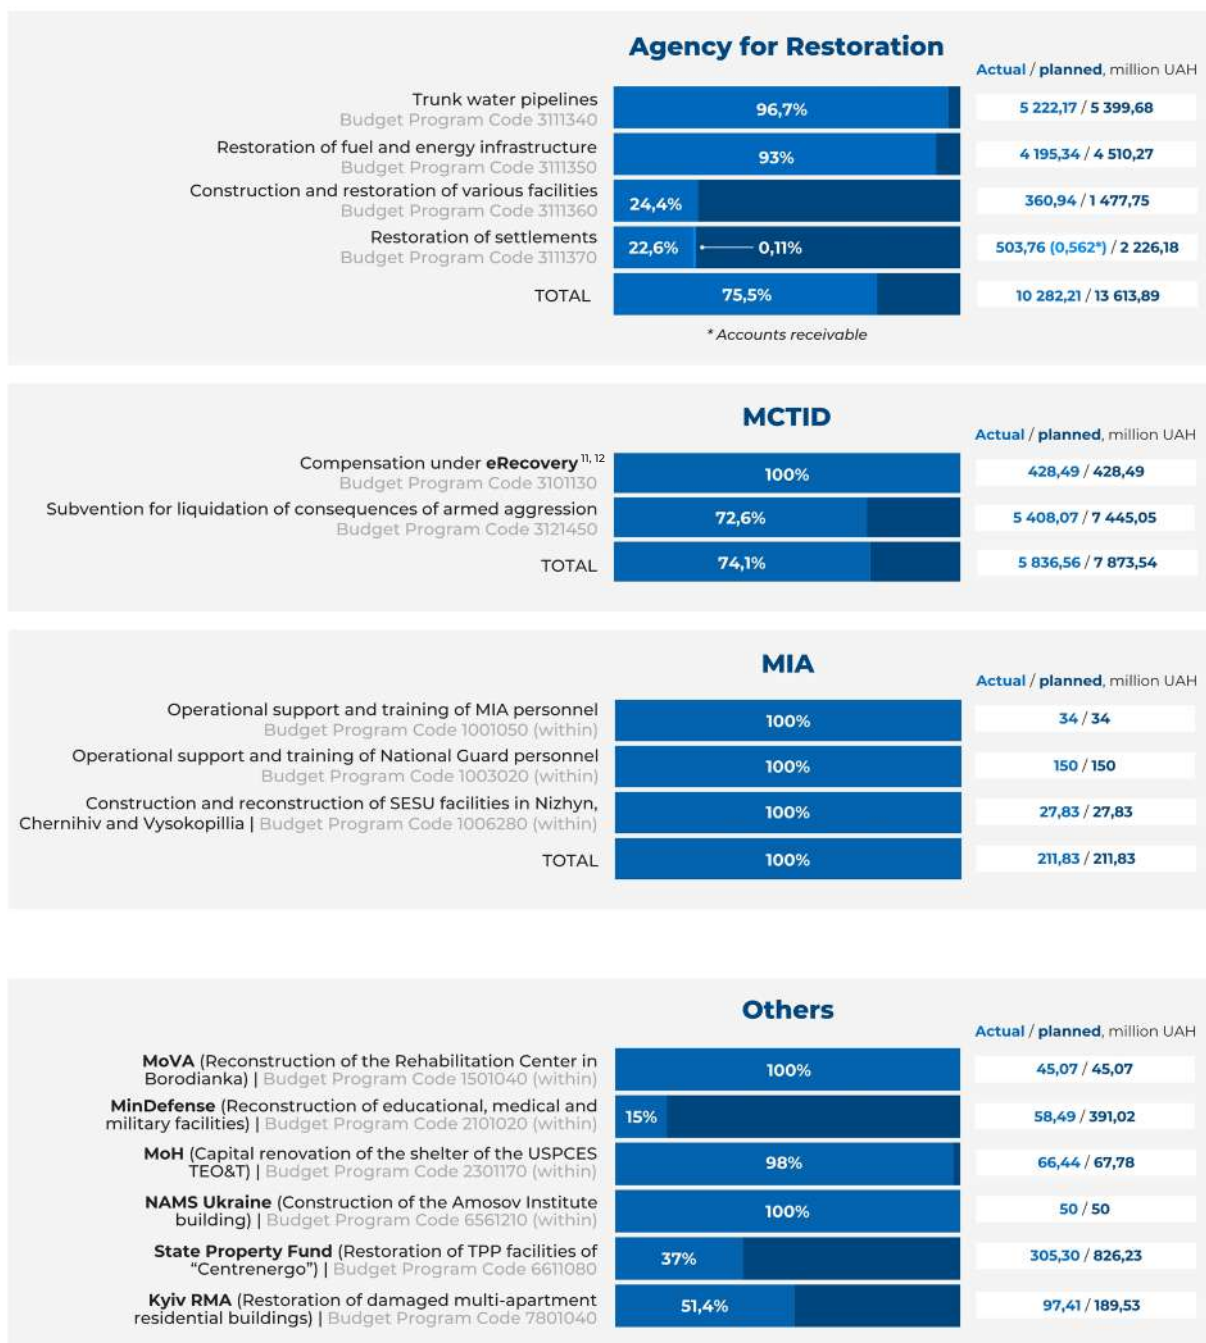 Agency for Restoration
Actual / planned, million UAH
Trunk water pipelines
Budget Program Code 3111340
96,7%
5 222,17 / 5 399,68
Restoration of fuel and energy infrastructure
Budget Program Code 3111350
93%
4 195,34 / 4 510,27
Construction and restoration of various facilities
Budget Program Code 3111360
24,4%
360,94 / 1 477,75
Restoration of settlements
Budget Program Code 3111370
22,6%
0,11%
503,76 (0,562*) / 2 226,18
TOTAL
75,5%
10 282,21 / 13 613,89
* Accounts receivable
MCTID
Actual / planned, million UAH
Compensation under eRecovery 11, 12
Budget Program Code 3101130
100%
428,49 / 428,49
Subvention for liquidation of consequences of armed aggression
Budget Program Code 3121450
72,6%
5 408,07 / 7 445,05
TOTAL
74,1%
5 836,56 / 7 873,54
MIA
Actual / planned, million UAH
Operational support and training of MIA personnel
Budget Program Code 1001050 (within)
100%
34 / 34
Operational support and training of National Guard personnel
Budget Program Code 1003020 (within)
100%
150 / 150
Construction and reconstruction of SESU facilities in Nizhyn,
Chernihiv and Vysokopillia | Budget Program Code 1006280 (within)
100%
27,83 / 27,83
TOTAL
100%
211,83 / 211,83
Others
Actual / planned, million UAH
MoVA (Reconstruction of the Rehabilitation Center in
Borodianka) | Budget Program Code 1501040 (within)
100%
45,07 / 45,07
MinDefense (Reconstruction of educational, medical and
military facilities) | Budget Program Code 2101020 (within)
15%
58,49 / 391,02
MoH (Capital renovation of the shelter of the USPCES
TEO&T) | Budget Program Code 2301170 (within)
98%
66,44 / 67,78
NAMS Ukraine (Construction of the Amosov Institute
building) | Budget Program Code 6561210 (within)
100%
50 / 50
State Property Fund (Restoration of TPP facilities of
“Centrenergo”) | Budget Program Code 6611080
37%
305,30 / 826,23
Kyiv RMA (Restoration of damaged multi-apartment
residential buildings) | Budget Program Code 7801040
51,4%
97,41 / 189,53